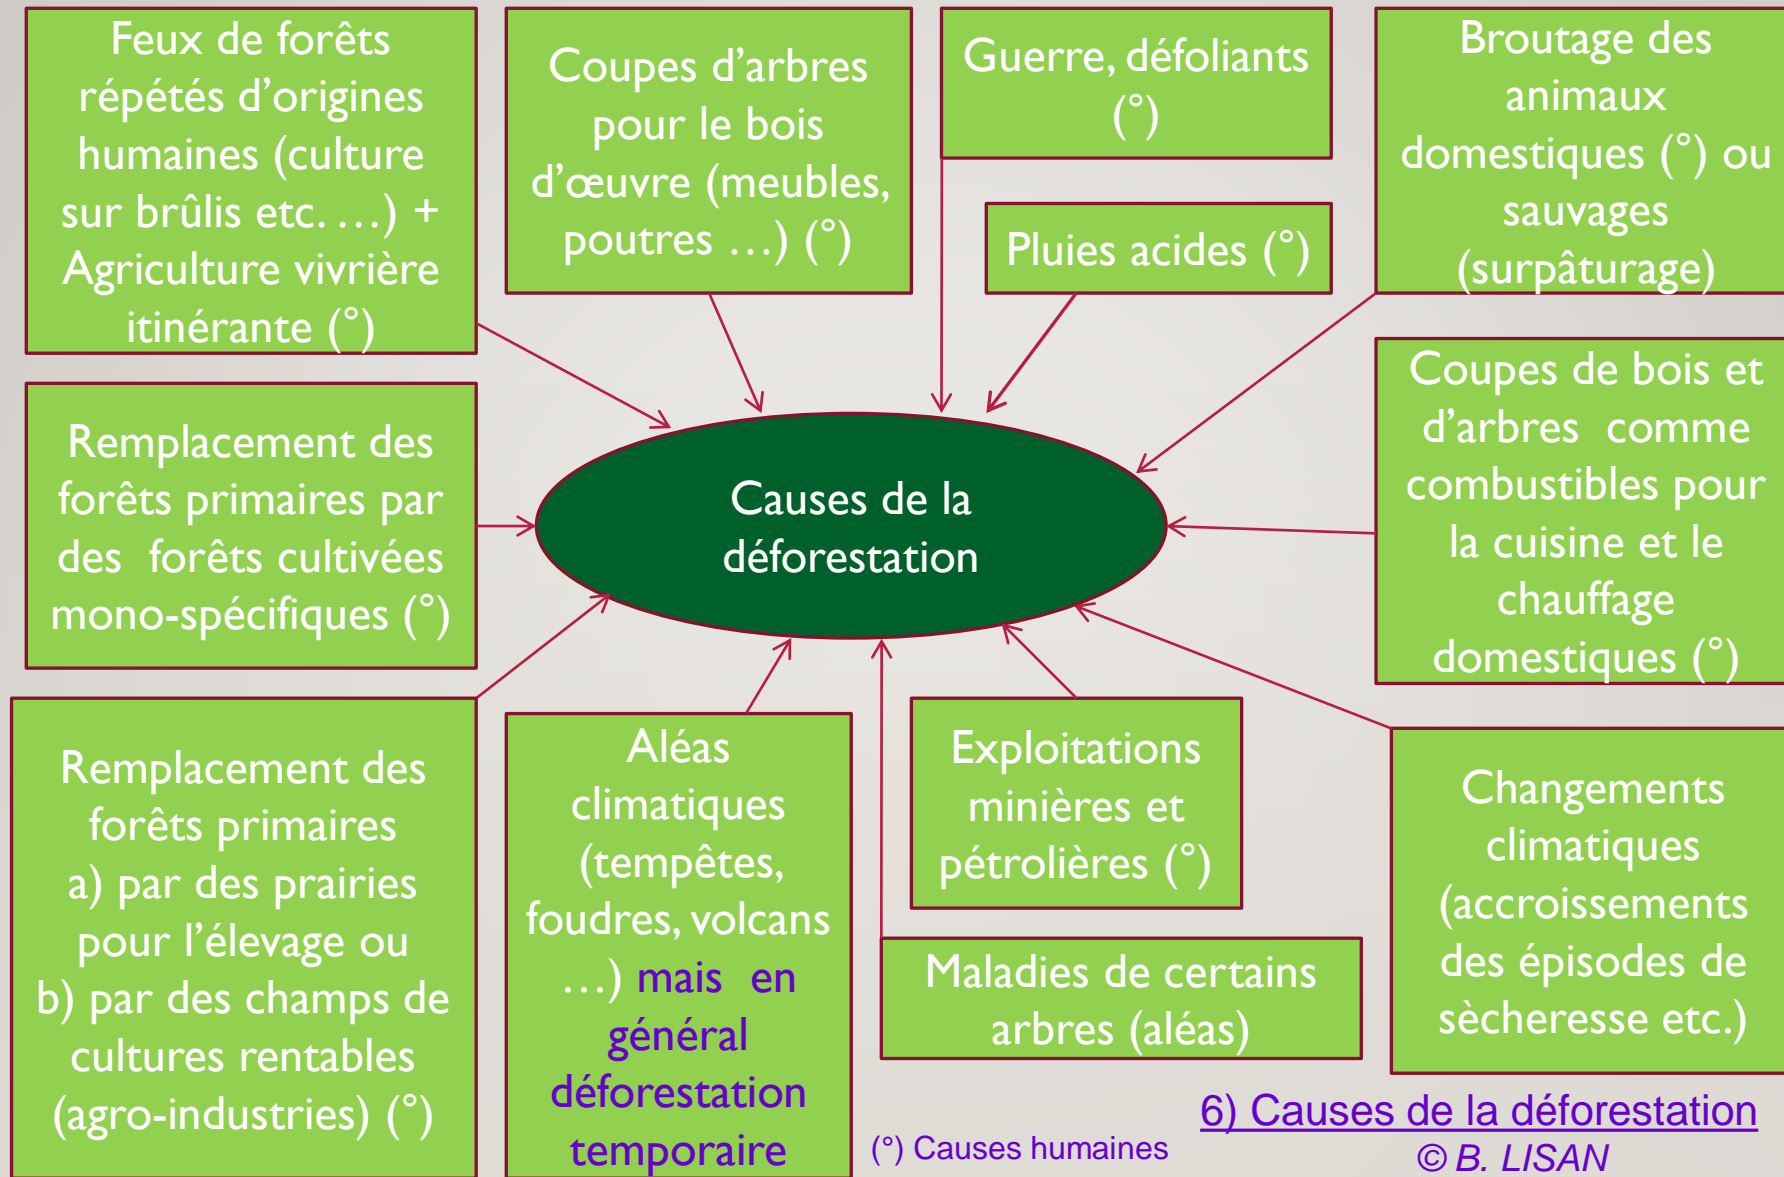 Feux de forêts
répétés d’origines
humaines (culture
sur brûlis etc. …) +
Agriculture vivrière
itinérante (°)
Coupes d’arbres
pour le bois
d’œuvre (meubles,
poutres …) (°)
Guerre, défoliants
(°)
Pluies acides (°)
Broutage des
animaux
domestiques (°) ou
sauvages
(surpâturage)
Remplacement des
forêts primaires par
des forêts cultivées
mono-spécifiques (°)
Causes de la
déforestation
Coupes de bois et
d’arbres comme
combustibles pour
la cuisine et le
chauffage
domestiques (°)
Remplacement des
forêts primaires
a) par des prairies
pour l’élevage ou
b) par des champs de
cultures rentables
(agro-industries) (°)
Aléas
climatiques
(tempêtes,
foudres, volcans
…) mais en
général
déforestation
temporaire
Exploitations
minières et
pétrolières (°)
Maladies de certains
arbres (aléas)
Changements
climatiques
(accroissements
des épisodes de
sècheresse etc.)
(°) Causes humaines
6) Causes de la déforestation
© B. LISAN